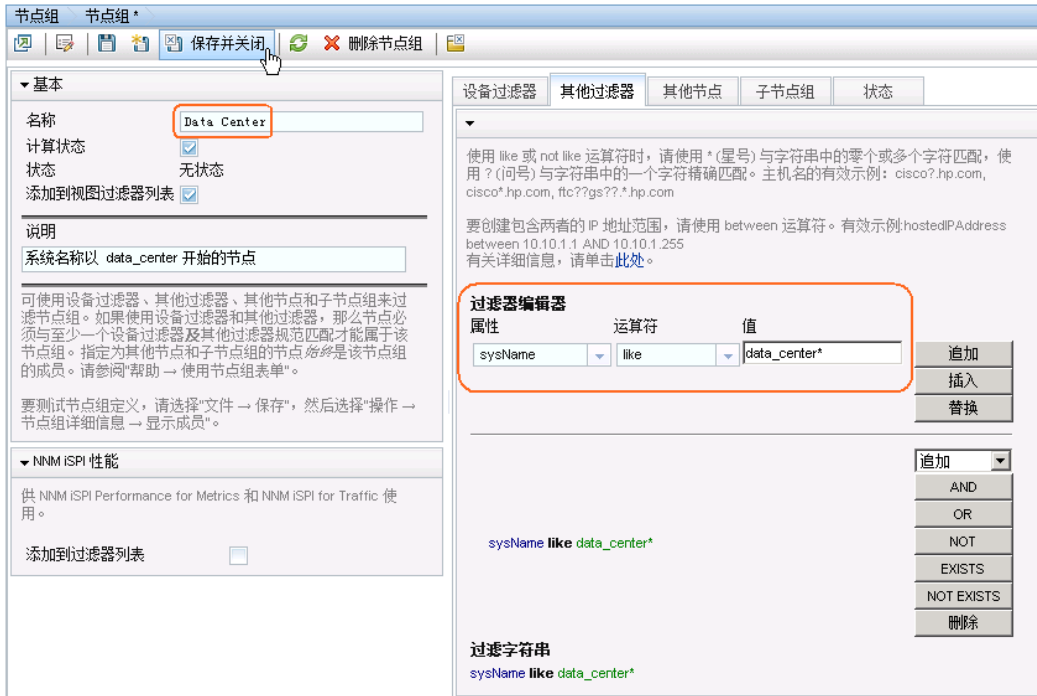 节点组 节点组 *
保存并关闭 删除节点组
基本
名称 Data Center
计算状态
状态 无状态
添加到视图过滤器列表
说明
系统名称以 data_center 开始的节点
可使用设备过滤器、其他过滤器、其他节点和子节点组来过
滤节点组。如果使用设备过滤器和其他过滤器，那么节点必
须与至少一个设备过滤器及其他过滤器规范匹配才能属于该
节点组。指定为其他节点和子节点组的节点始终是该节点组
的成员。请参阅"帮助 → 使用节点组表单"。
要测试节点组定义，请选择"文件 → 保存"，然后选择"操作 →
节点组详细信息 → 显示成员"。
NNM iSPI 性能
供 NNM iSPI Performance for Metrics 和 NNM iSPI for Traffic 使
用。
添加到过滤器列表
设备过滤器 其他过滤器 其他节点 子节点组 状态
使用 like 或 not like 运算符时，请使用 * (星号) 与字符串中的零个或多个字符匹配，使
用 ? (问号) 与字符串中的一个字符精确匹配。主机名的有效示例：cisco?.hp.com,
cisco*.hp.com, ftc??gs??.*.hp.com
要创建包含两者的 IP 地址范围，请使用 between 运算符。有效示例:hostedIPAddress
between 10.10.1.1 AND 10.10.1.255
有关详细信息，请单击此处。
过滤器编辑器
属性 运算符 值
sysName like data_center*
追加
插入
替换
追加
AND
OR
NOT
EXISTS
NOT EXISTS
删除
sysName like data_center*
过滤字符串
sysName like data_center*